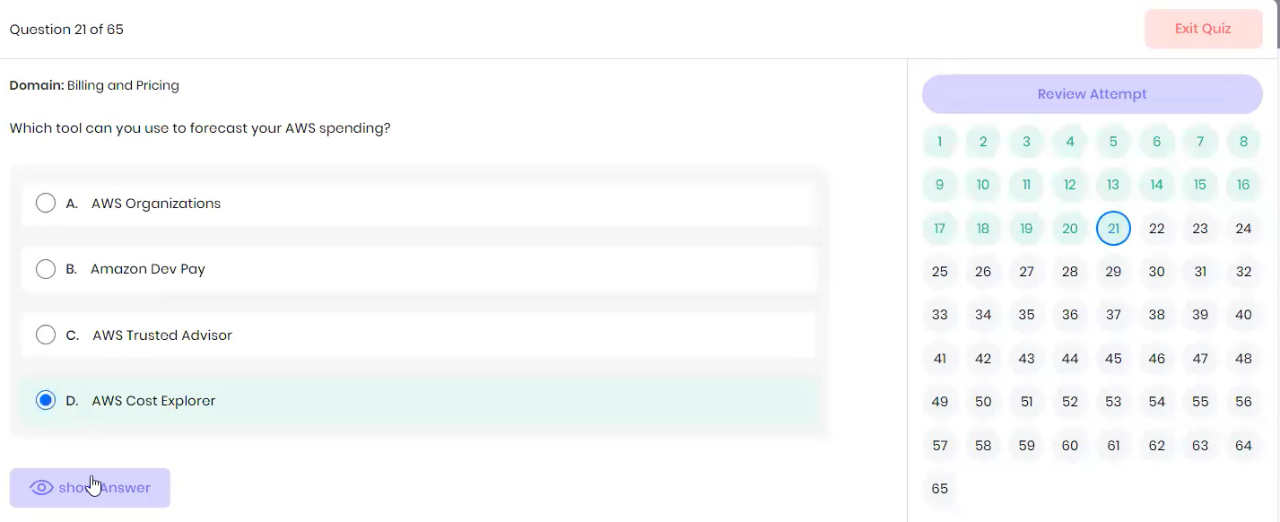 Question 21 of 65
Exit Quiz
Domain: Billing and Pricing
Which tool can you use to forecast your AWS spending?
A. AWS Organizations
B. Amazon Dev Pay
C. AWS Trusted Advisor
D. AWS Cost Explorer
show Answer
Review Attempt
1 2 3 4 5 6 7 8
9 10 11 12 13 14 15 16
17 18 19 20 21 22 23 24
25 26 27 28 29 30 31 32
33 34 35 36 37 38 39 40
41 42 43 44 45 46 47 48
49 50 51 52 53 54 55 56
57 58 59 60 61 62 63 64
65